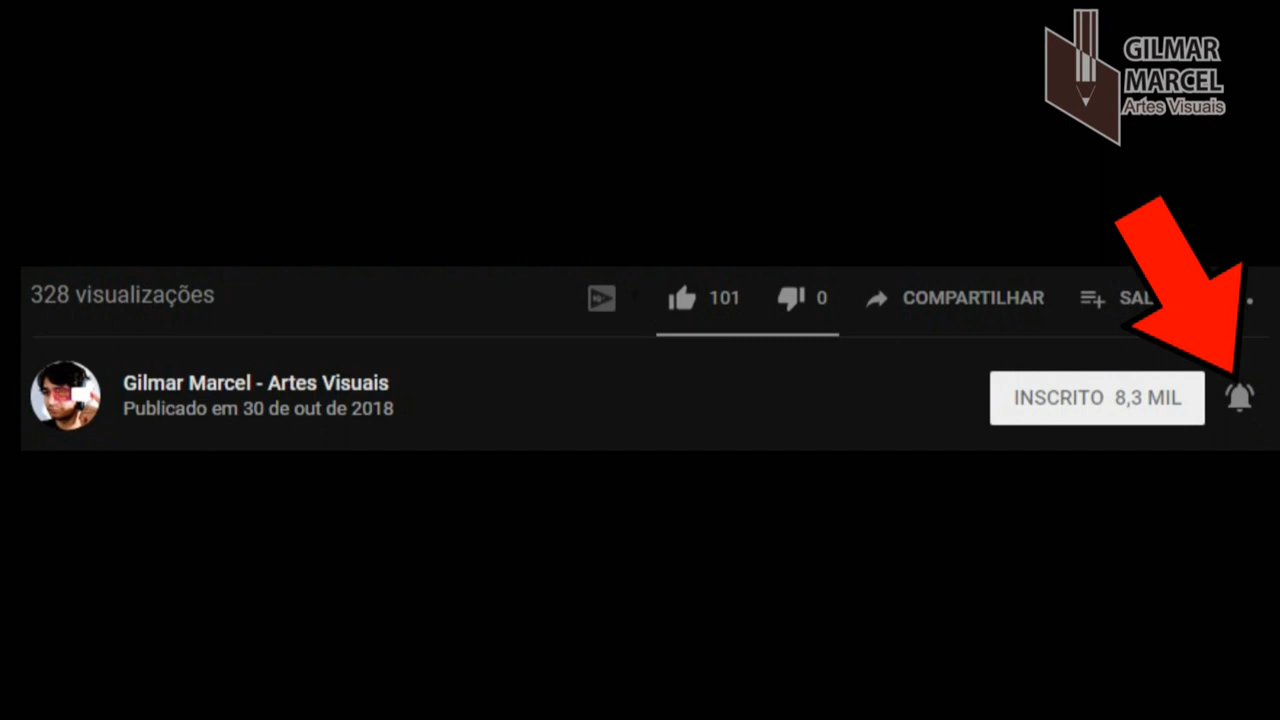 GILMAR
MARCEL
Artes Visuais
328 visualizações
101
0
COMPARTILHAR
Gilmar Marcel - Artes Visuais
Publicado em 30 de out de 2018
INSCRITO 8,3 MIL